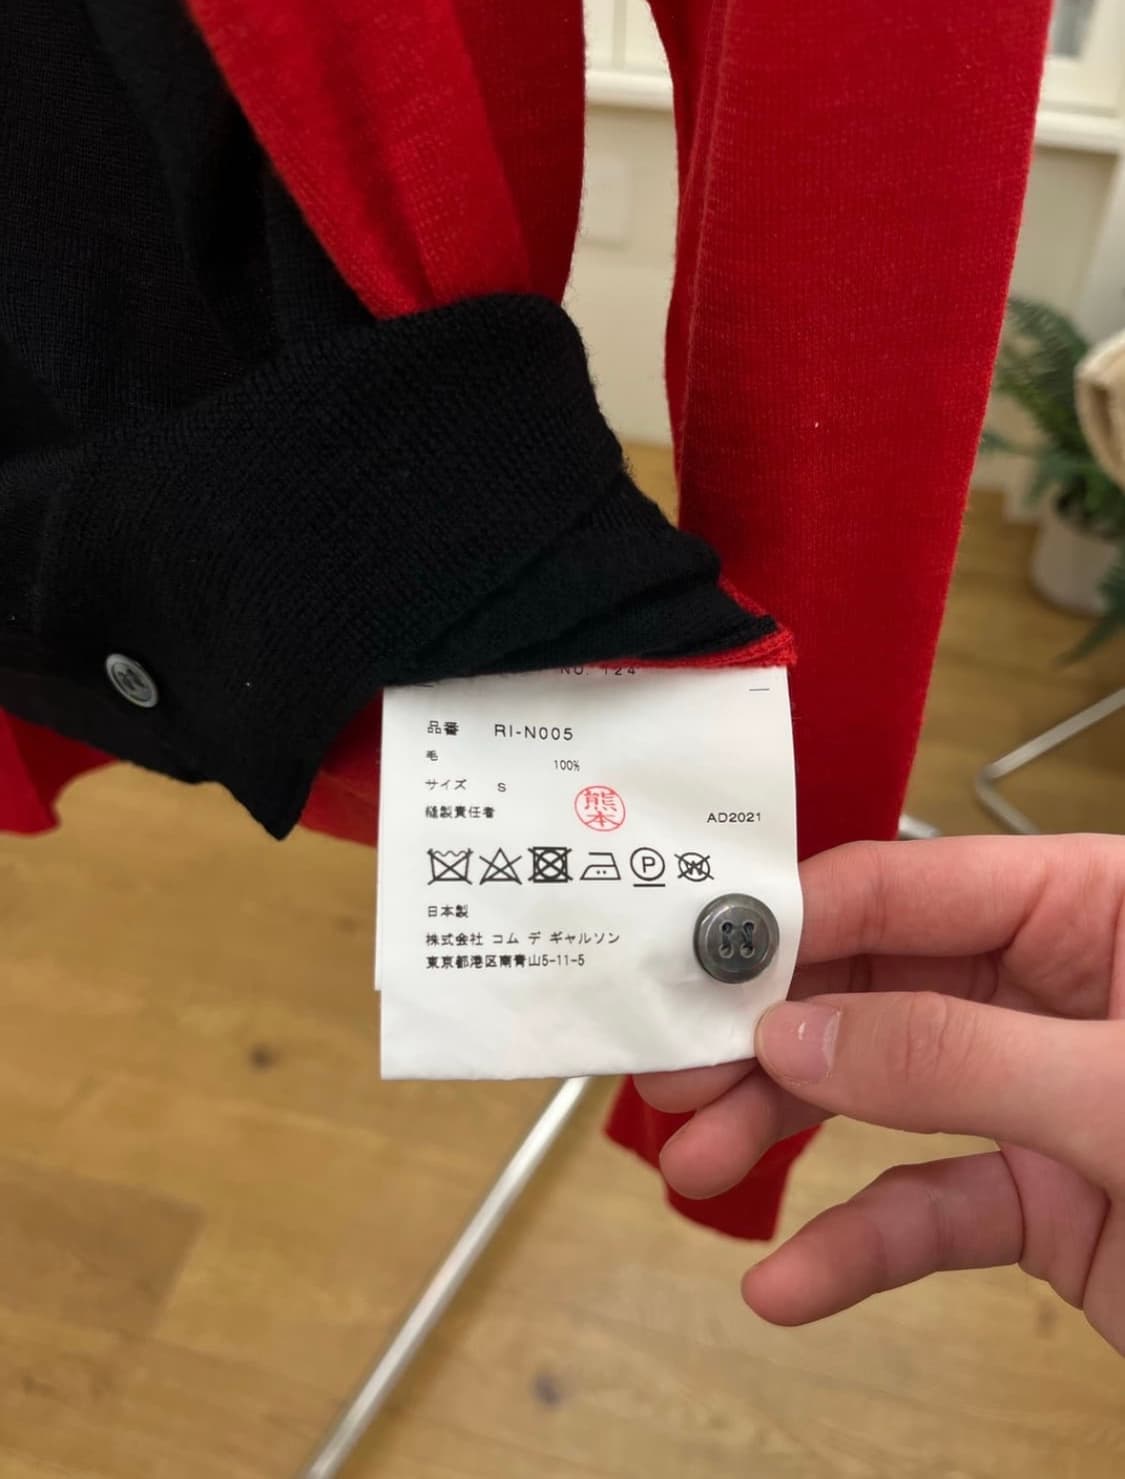 NO. 124
品番 RI-N005
毛 100%
サイズ S
縫製責任者 熊本 AD2021
P W
日本製
株式会社 コム デ ギャルソン
東京都港区南青山5-11-5